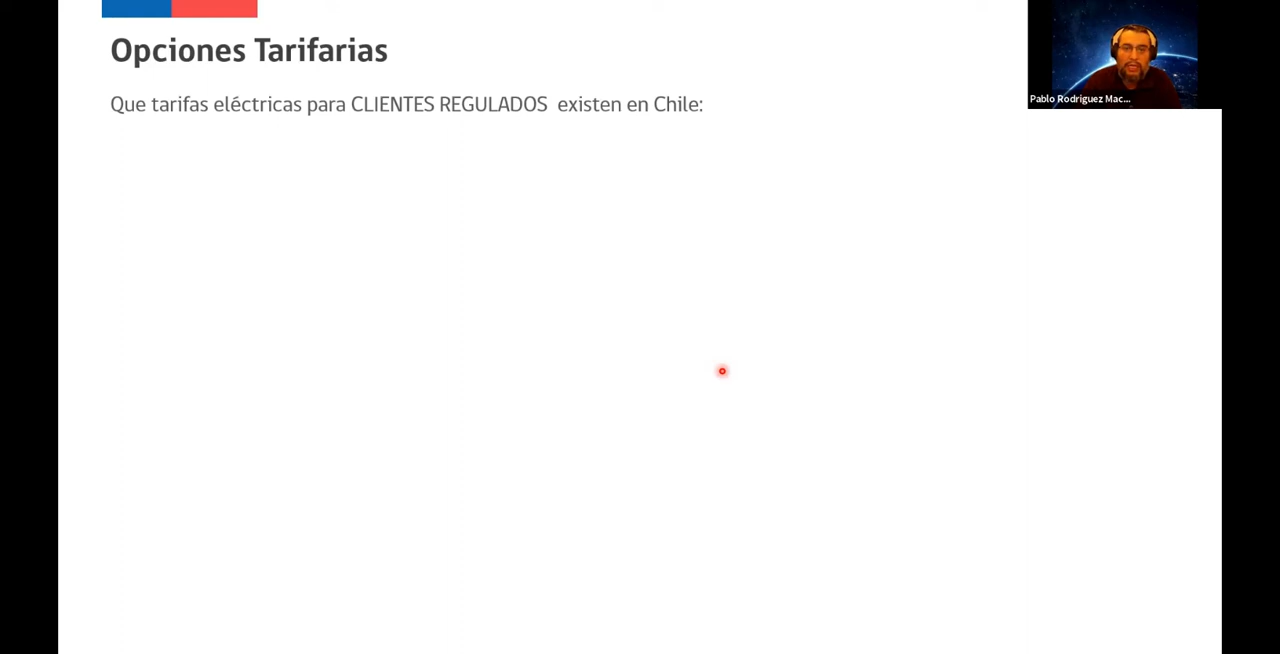 Opciones Tarifarias
Que tarifas eléctricas para CLIENTES REGULADOS existen en Chile:
Pablo Rodriguez Mac...